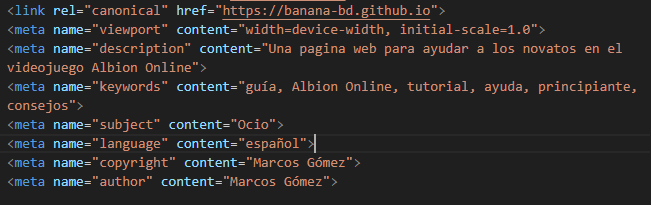 <link rel="canonical" href="https://banana-bd.github.io">
<meta name="viewport" content="width=device-width, initial-scale=1.0">
<meta name="description" content="Una pagina web para ayudar a los novatos en el
videojuego Albion Online">
<meta name="keywords" content="guía, Albion Online, tutorial, ayuda, principiante,
consejos">
<meta name="subject" content="Ocio">
<meta name="language" content="español">
<meta name="copyright" content="Marcos Gómez">
<meta name="author" content="Marcos Gómez">